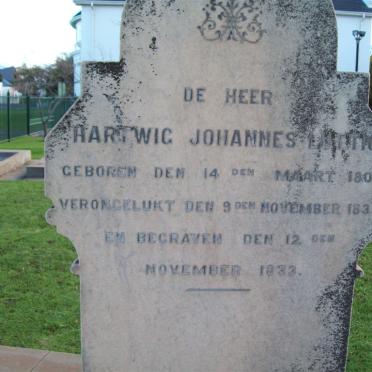 DE HEER
HARTWIG JOHANNES
GEBOREN DEN 14 DEN MAART
VERONGELUKT DEN 9 DEN NOVEMBER
EN BEGRAVEN DEN 12 DEN
NOVEMBER 1833.